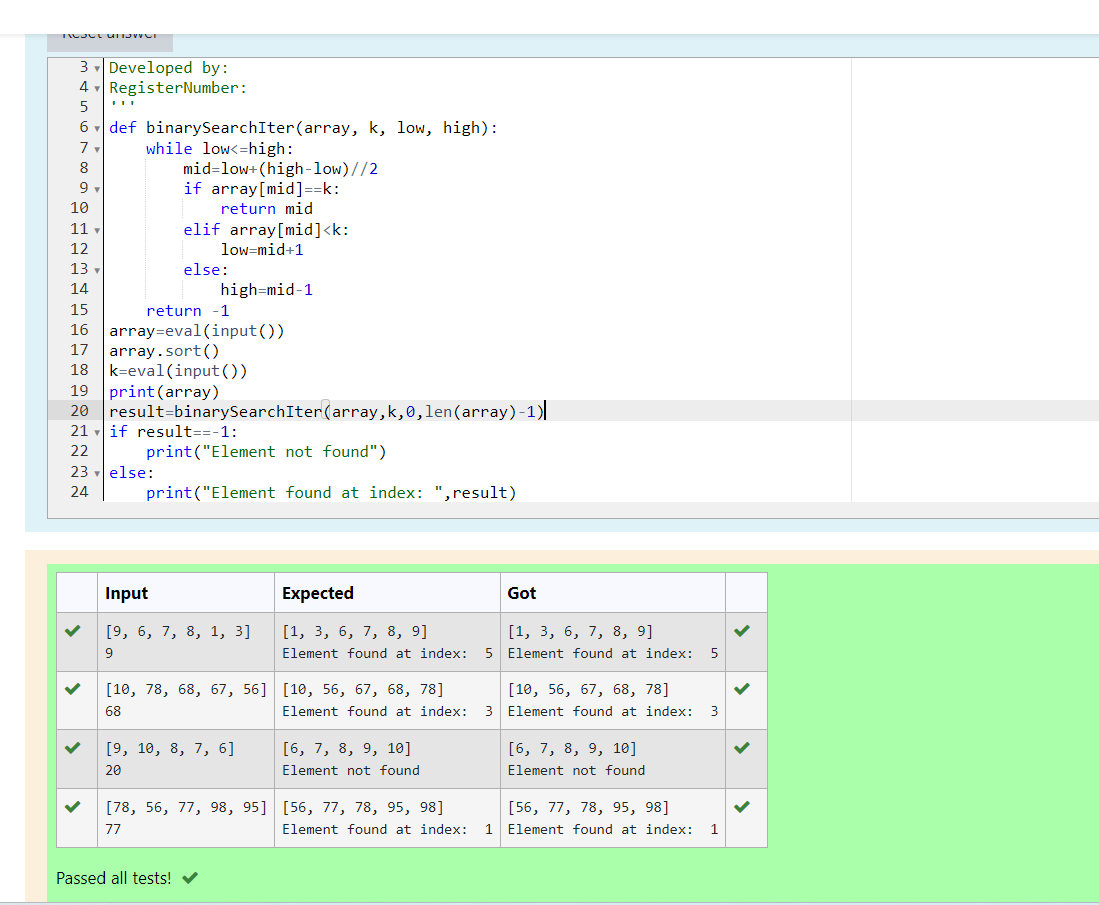 Reset answer
3 Developed by:
4 RegisterNumber:
5 '''
6 def binarySearchIter(array, k, low, high):
7     while low<=high:
8         mid=low+(high-low)//2
9         if array[mid]==k:
10             return mid
11         elif array[mid]<k:
12             low=mid+1
13         else:
14             high=mid-1
15     return -1
16 array=eval(input())
17 array.sort()
18 k=eval(input())
19 print(array)
20 result=binarySearchIter(array,k,0,len(array)-1)
21 if result==-1:
22     print("Element not found")
23 else:
24     print("Element found at index: ",result)
Input Expected Got
[9, 6, 7, 8, 1, 3] [1, 3, 6, 7, 8, 9] [1, 3, 6, 7, 8, 9]
9 Element found at index:  5 Element found at index:  5
[10, 78, 68, 67, 56] [10, 56, 67, 68, 78] [10, 56, 67, 68, 78]
68 Element found at index:  3 Element found at index:  3
[9, 10, 8, 7, 6] [6, 7, 8, 9, 10] [6, 7, 8, 9, 10]
20 Element not found Element not found
[78, 56, 77, 98, 95] [56, 77, 78, 95, 98] [56, 77, 78, 95, 98]
77 Element found at index:  1 Element found at index:  1
Passed all tests!